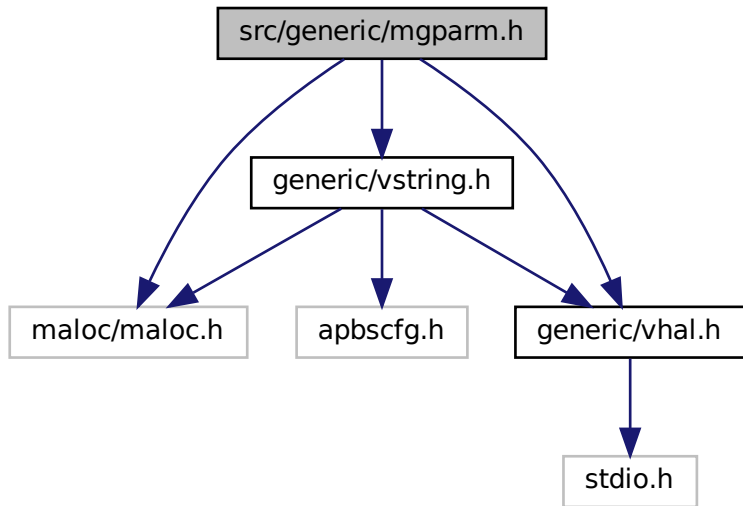 src/generic/mgparm.h
generic/vstring.h
maloc/maloc.h
apbscfg.h
generic/vhal.h
stdio.h